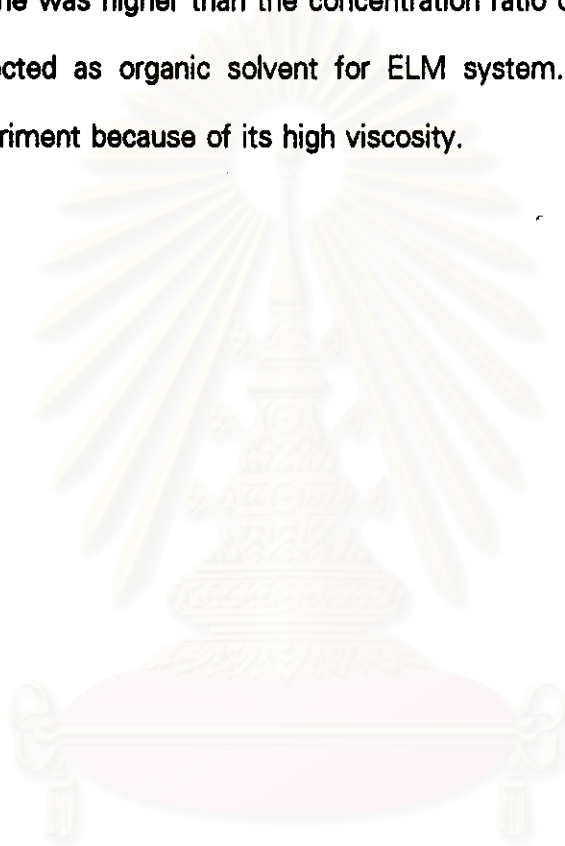 was higher than the concentration ratio
ected as organic solvent for ELM system.
riment because of its high viscosity.